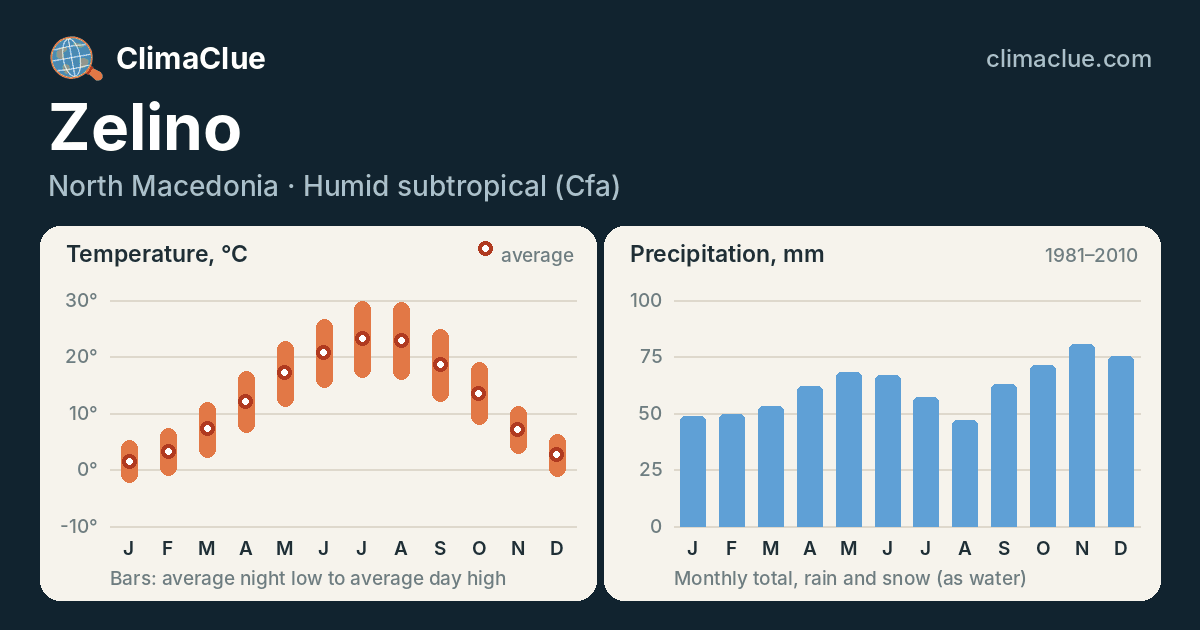 ClimaClue
climaclue.com
Zelino
North Macedonia · Humid subtropical (Cfa)
Temperature, °C
average
30°
20°
10°
0°
-10°
J F M A M J J A S O N D
Bars: average night low to average day high
Precipitation, mm
1981–2010
100
75
50
25
0
J F M A M J J A S O N D
Monthly total, rain and snow (as water)